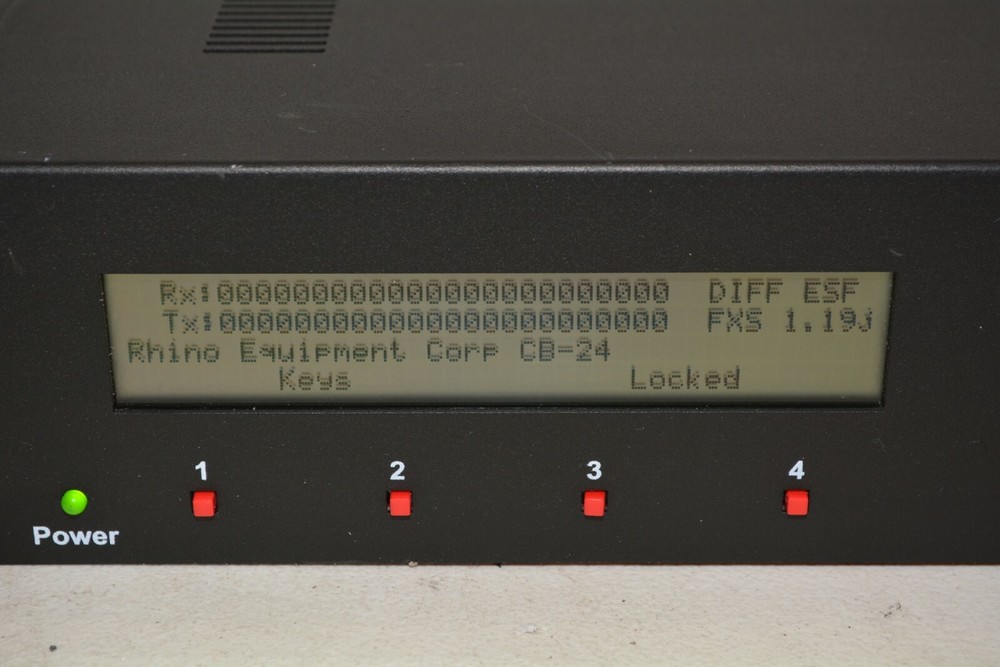 Rx:000000000000000000000000 DIFF ESF
Tx:000000000000000000000000 FXS 1.19j
Rhino Equipment Corp CB-24
Keys Locked
1 2 3 4
Power